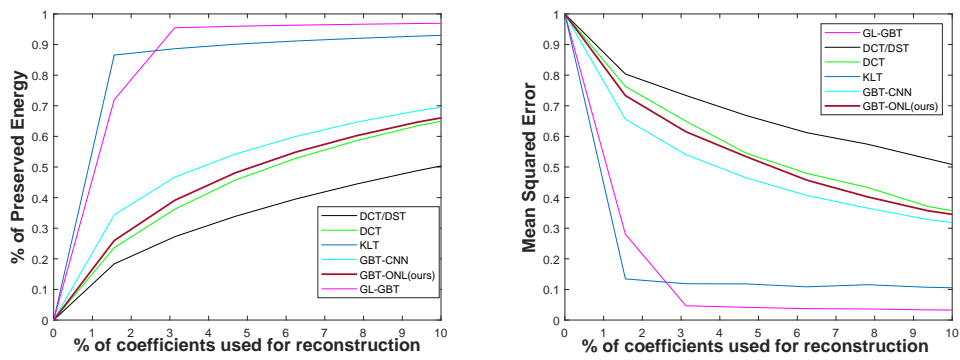 % of Preserved Energy
1
0.9
0.8
0.7
0.6
0.5
0.4
0.3
0.2
0.1
0
0 1 2 3 4 5 6 7 8 9 10
% of coefficients used for reconstruction
DCT/DST
DCT
KLT
GBT-CNN
GBT-ONL(ours)
GL-GBT
Mean Squared Error
1
0.9
0.8
0.7
0.6
0.5
0.4
0.3
0.2
0.1
0
0 1 2 3 4 5 6 7 8 9 10
% of coefficients used for reconstruction
GL-GBT
DCT/DST
DCT
KLT
GBT-CNN
GBT-ONL(ours)